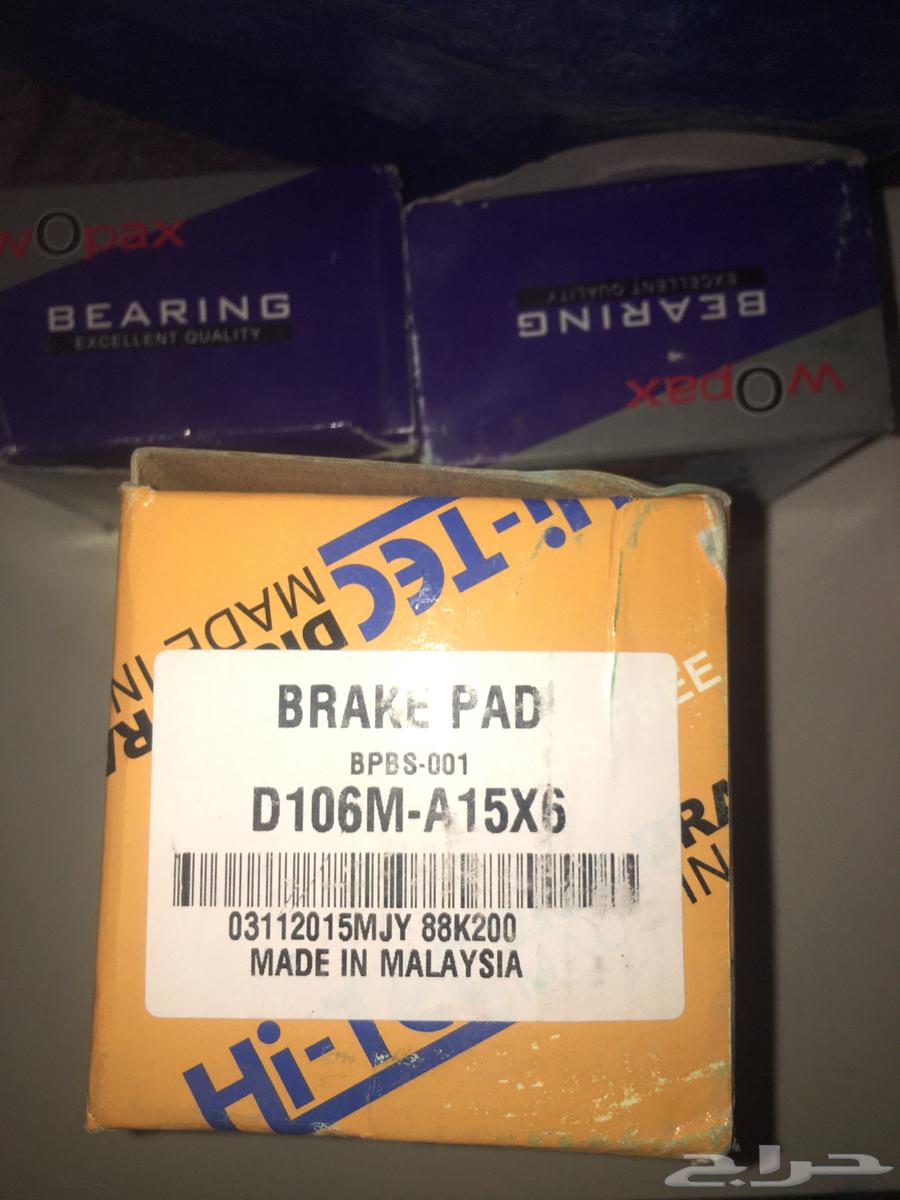 wOpax
BEARING
EXCELLENT QUALITY
wOpax
BEARING
EXCELLENT QUALITY
Hi-TEC
MADE IN
BRAKE PAD
BPBS-001
D106M-A15X6
03112015MJY 88K200
MADE IN MALAYSIA
IN
Hi-TEC
حراج